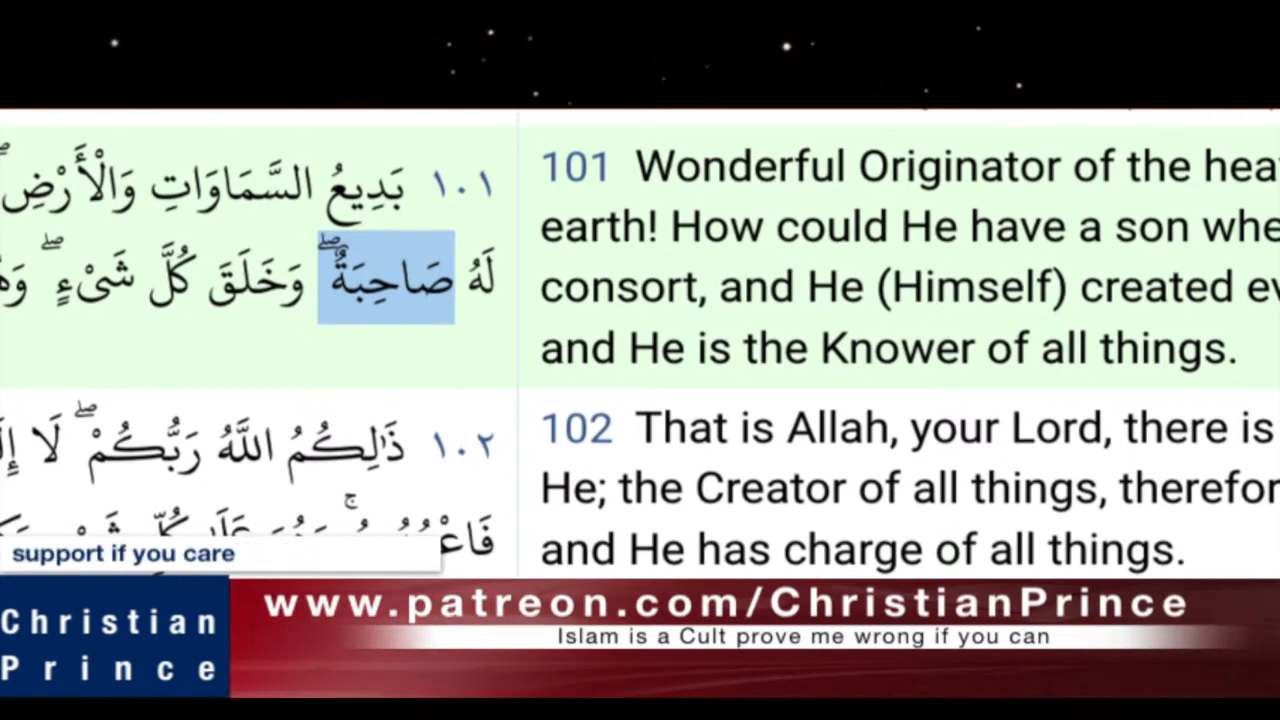 ١٠١ بَدِيعُ السَّمَاوَاتِ وَالْأَرْضِ ۖ
لَهُ صَاحِبَةٌ ۖ وَخَلَقَ كُلَّ شَىْءٍ ۖ
101 Wonderful Originator of the hea
earth! How could He have a son whe
consort, and He (Himself) created ev
and He is the Knower of all things.
١٠٢ ذَٰلِكُمُ اللَّهُ رَبُّكُمْ ۖ لَا
102 That is Allah, your Lord, there is
He; the Creator of all things, therefor
and He has charge of all things.
support if you care
Christian
Prince
www.patreon.com/ChristianPrince
Islam is a Cult prove me wrong if you can